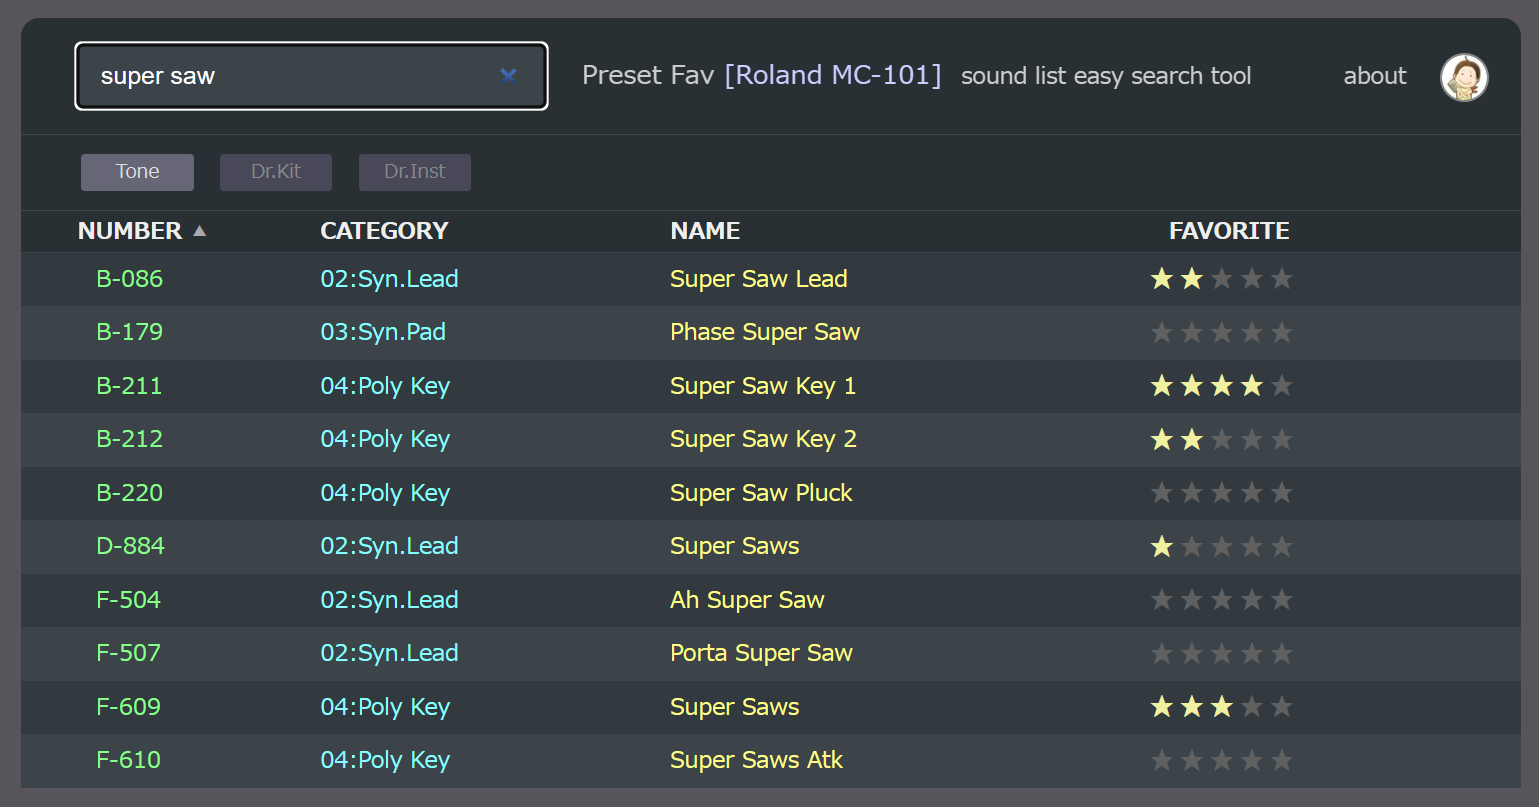 super saw Preset Fav [Roland MC-101] sound list easy search tool about
Tone Dr.Kit Dr.Inst
NUMBER ▲ CATEGORY NAME FAVORITE
B-086 02:Syn.Lead Super Saw Lead
B-179 03:Syn.Pad Phase Super Saw
B-211 04:Poly Key Super Saw Key 1
B-212 04:Poly Key Super Saw Key 2
B-220 04:Poly Key Super Saw Pluck
D-884 02:Syn.Lead Super Saws
F-504 02:Syn.Lead Ah Super Saw
F-507 02:Syn.Lead Porta Super Saw
F-609 04:Poly Key Super Saws
F-610 04:Poly Key Super Saws Atk